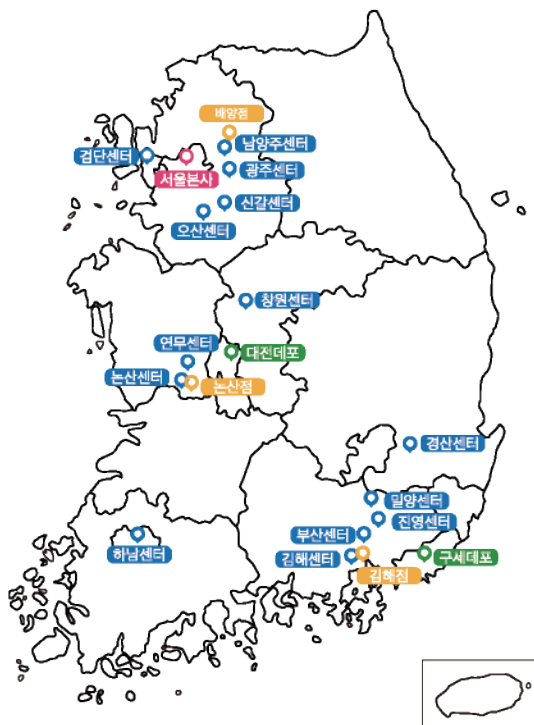 배양점
남양주센터
검단센터
서울본사
광주센터
신갈센터
오산센터
창원센터
연무센터
대전데포
논산센터
논산점
경산센터
밀양센터
진영센터
부산센터
하남센터
김해센터
구세데포
김해점